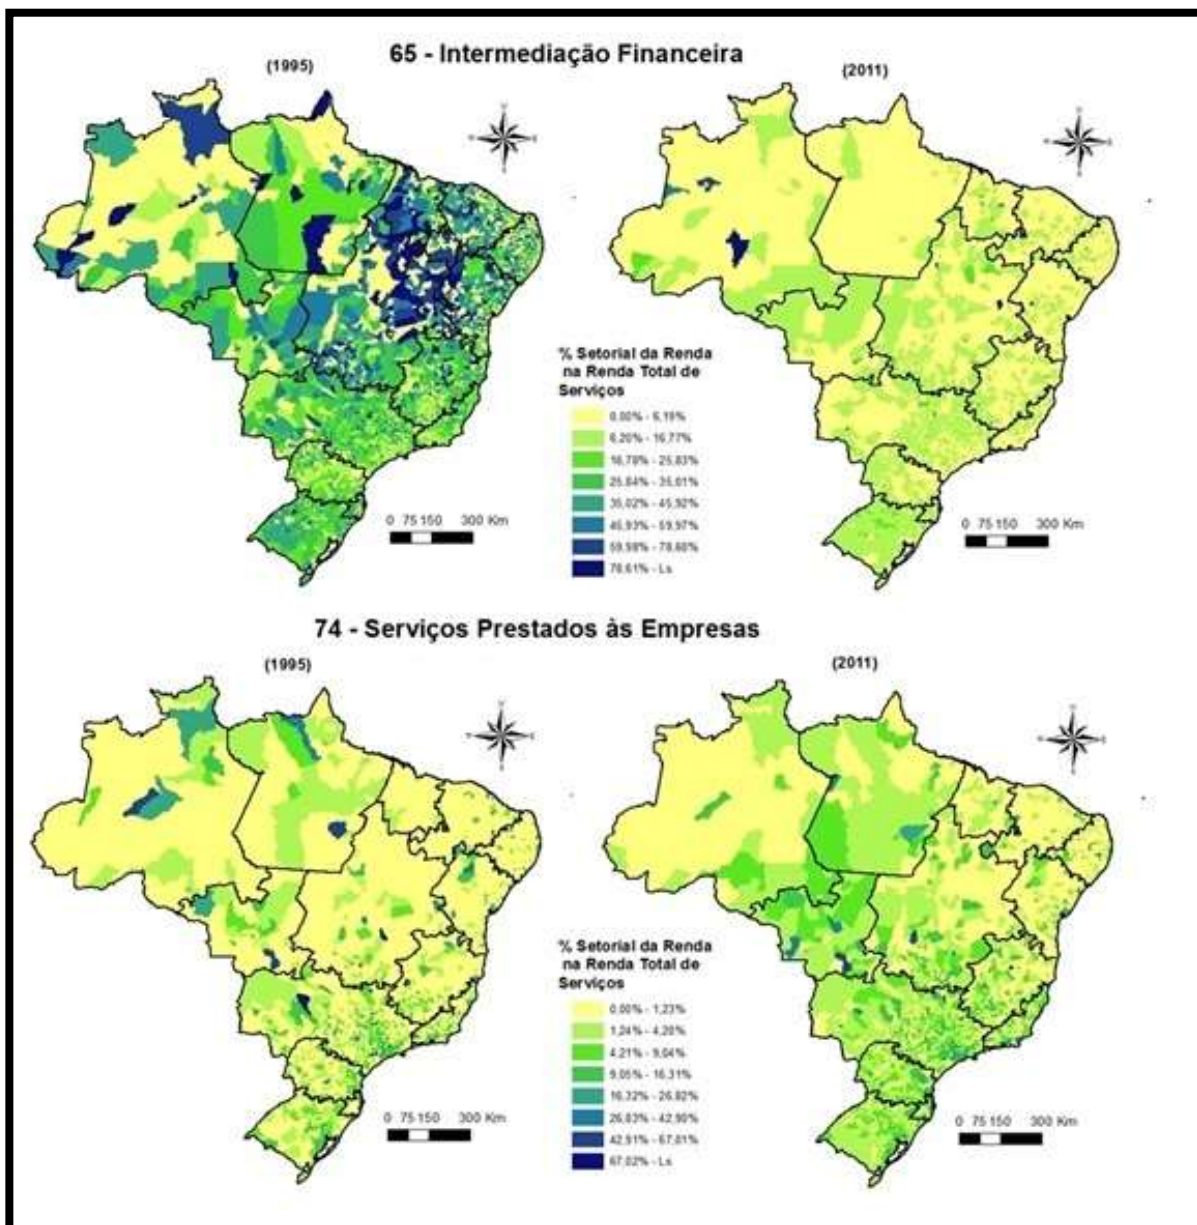 65 - Intermediação Financeira
(1995)
(2011)
% Setorial da Renda
na Renda Total de
Serviços
0,00% - 6,19%
6,20% - 16,77%
16,78% - 25,83%
25,84% - 35,01%
35,02% - 45,92%
45,93% - 59,97%
59,98% - 78,60%
78,61% - Ls
0 75 150 300 Km
0 75 150 300 Km
74 - Serviços Prestados às Empresas
(1995)
(2011)
% Setorial da Renda
na Renda Total de
Serviços
0,00% - 1,23%
1,24% - 4,20%
4,21% - 9,04%
9,05% - 16,31%
16,32% - 26,82%
26,83% - 42,90%
42,91% - 67,01%
67,02% - Ls
0 75 150 300 Km
0 75 150 300 Km